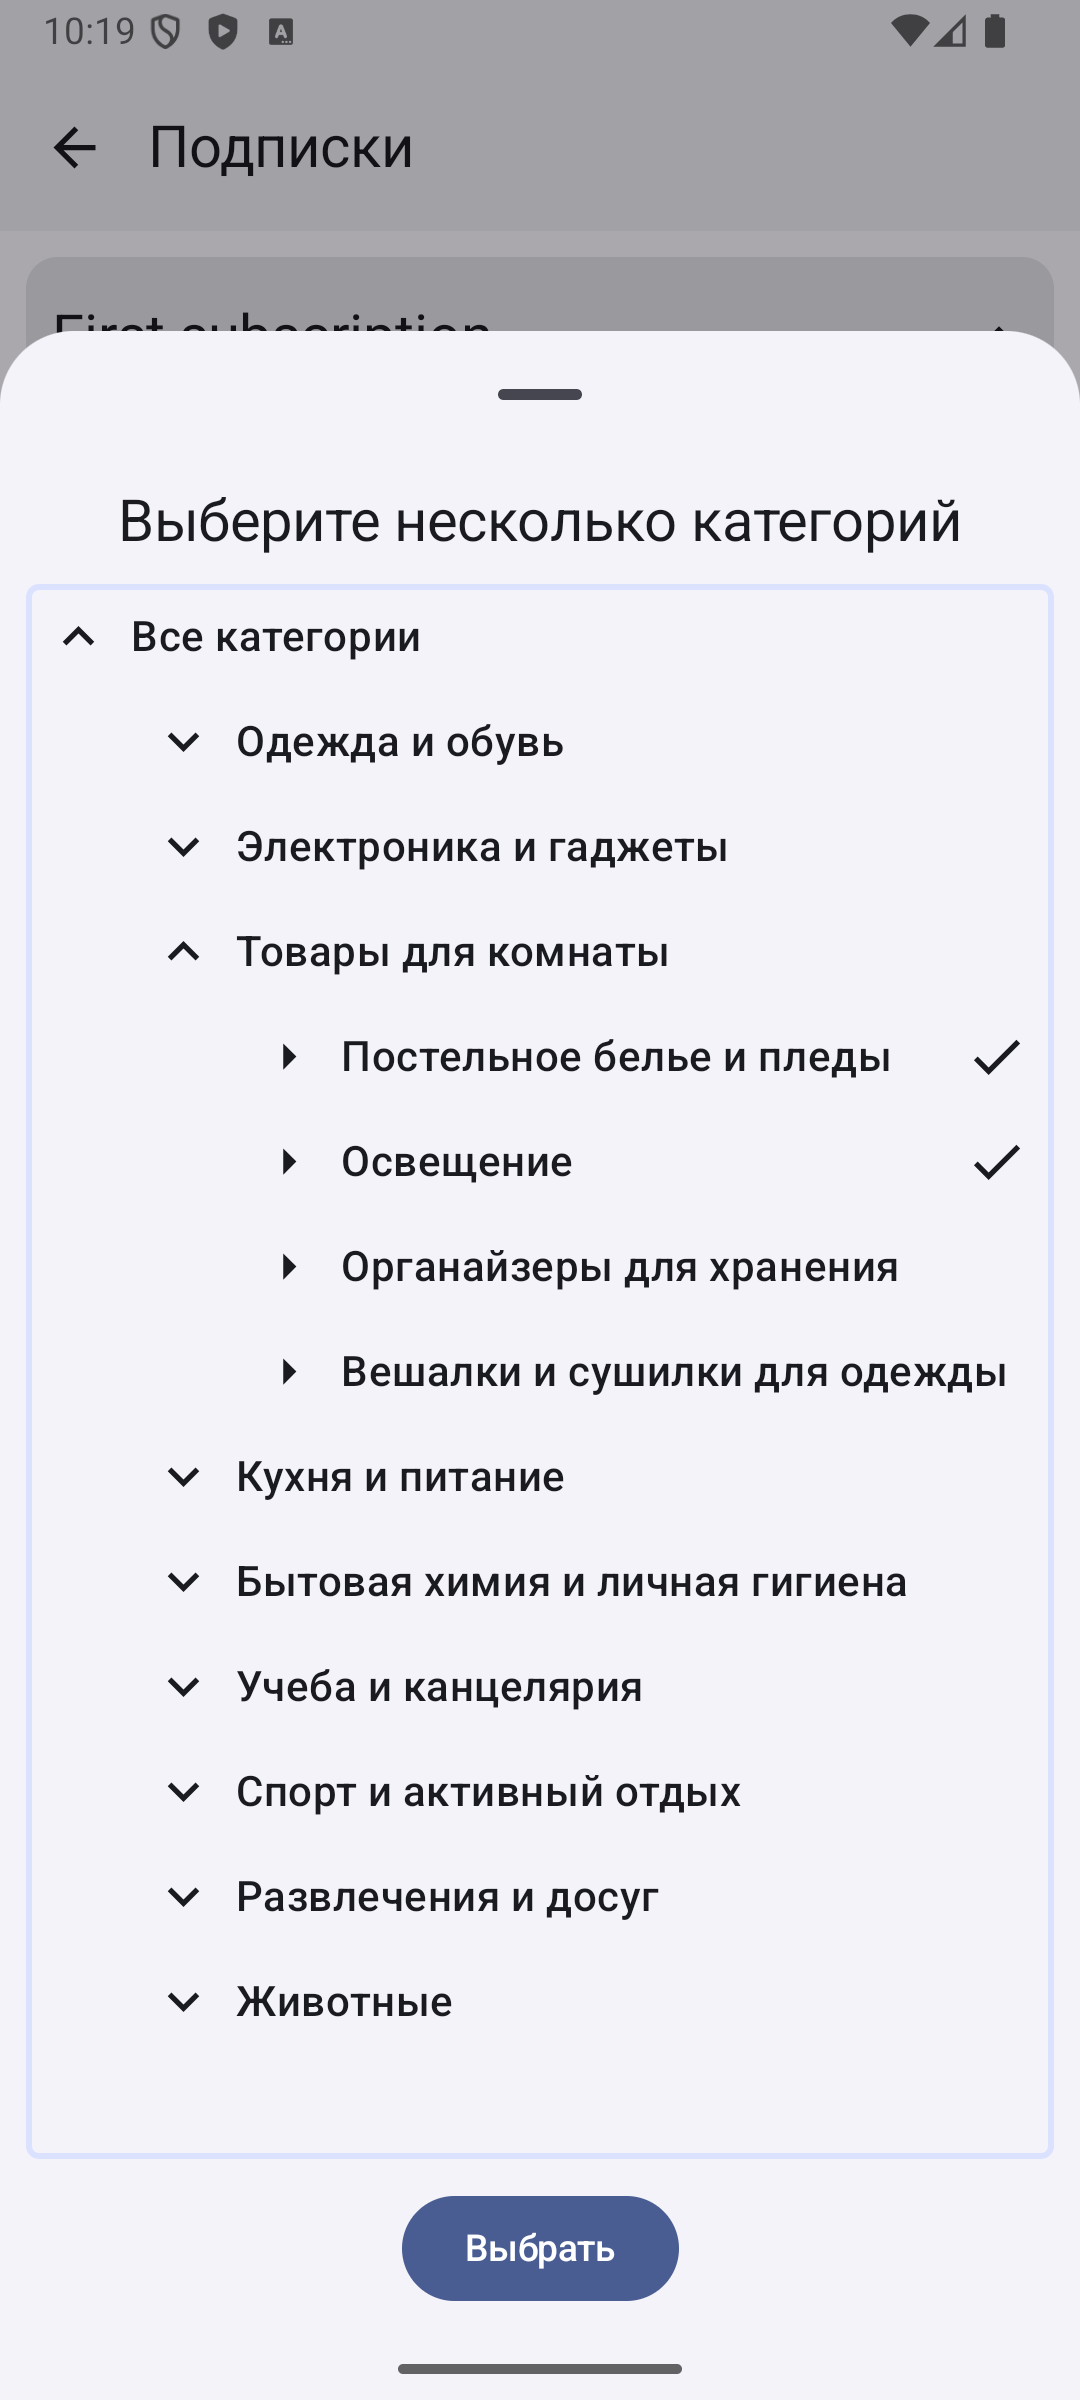 10:19
Подписки
First subscription
Выберите несколько категорий
Все категории
Одежда и обувь
Электроника и гаджеты
Товары для комнаты
Постельное белье и пледы
Освещение
Органайзеры для хранения
Вешалки и сушилки для одежды
Кухня и питание
Бытовая химия и личная гигиена
Учеба и канцелярия
Спорт и активный отдых
Развлечения и досуг
Животные
Выбрать